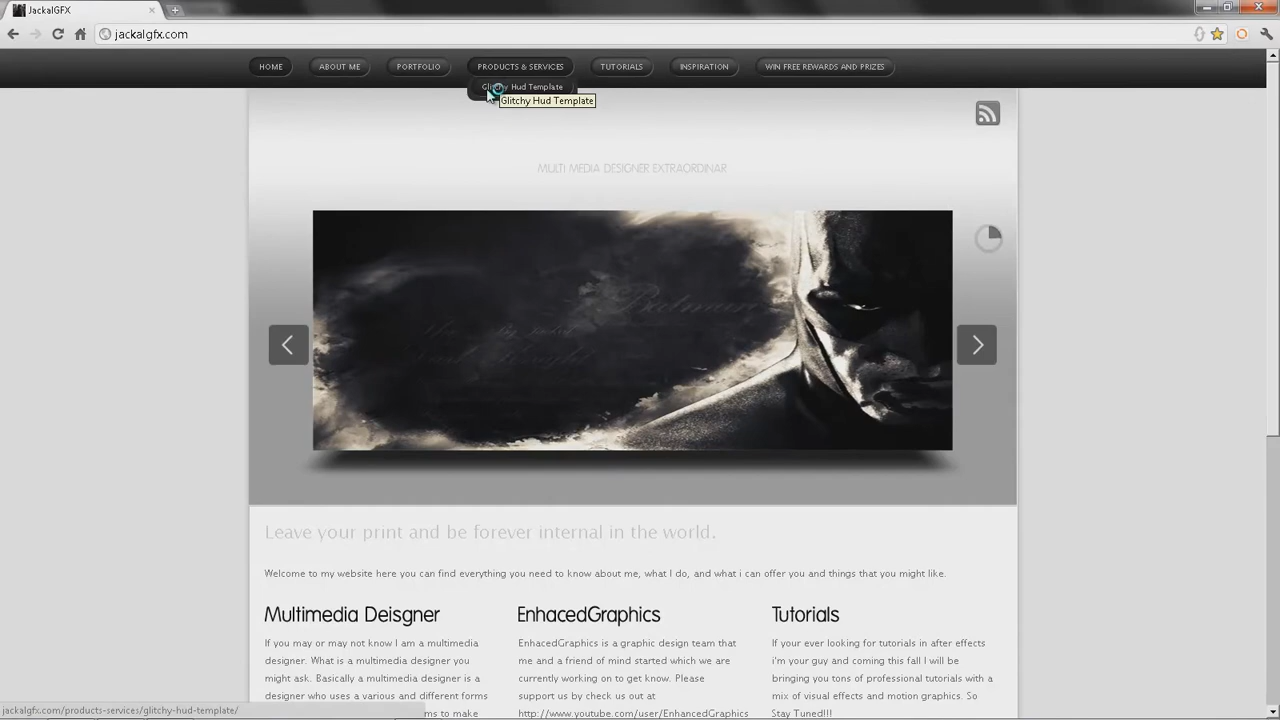 JackalGFX
jackalgfx.com
HOME ABOUT ME PORTFOLIO PRODUCTS & SERVICES TUTORIALS INSPIRATION WIN FREE REWARDS AND PRIZES
Glitchy Hud Template
Glitchy Hud Template
MULTI MEDIA DESIGNER EXTRAORDINAR
Leave your print and be forever internal in the world.
Welcome to my website here you can find everything you need to know about me, what I do, and what i can offer you and things that you might like.
Multimedia Deisgner
If you may or may not know I am a multimedia
designer. What is a multimedia designer you
might ask. Basically a multimedia designer is a
designer who uses a various and different forms
ms to make
EnhacedGraphics
EnhacedGraphics is a graphic design team that
me and a friend of mind started which we are
currently working on to get know. Please
support us by check us out at
http://www.youtube.com/user/EnhancedGraphics
Tutorials
If your ever looking for tutorials in after effects
i'm your guy and coming this fall I will be
bringing you tons of professional tutorials with a
mix of visual effects and motion graphics. So
Stay Tuned!!!
jackalgfx.com/products-services/glitchy-hud-template/